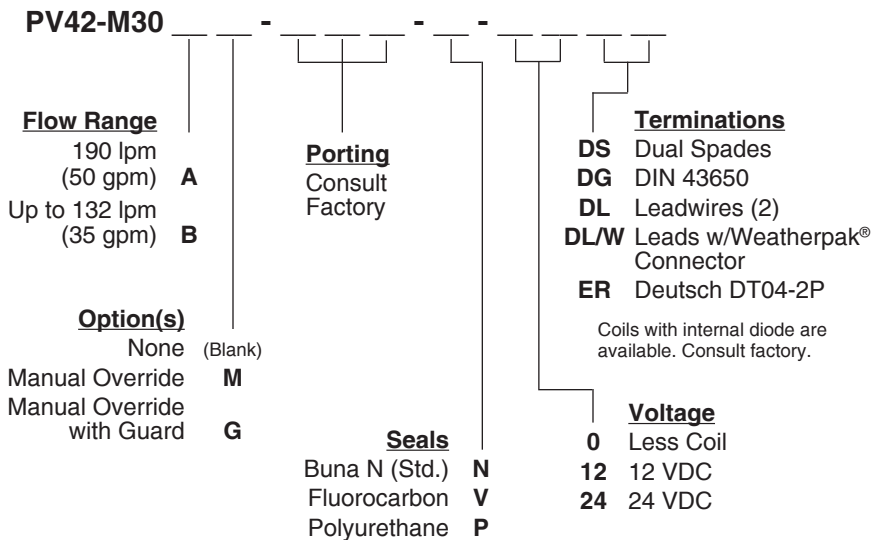 PV42-M30 __ __ - __ __ __ - __ - __ __ __ __
Flow Range
190 lpm
(50 gpm) A
Up to 132 lpm
(35 gpm) B
Option(s)
None (Blank)
Manual Override M
Manual Override
with Guard G
Porting
Consult
Factory
Seals
Buna N (Std.) N
Fluorocarbon V
Polyurethane P
Terminations
DS Dual Spades
DG DIN 43650
DL Leadwires (2)
DL/W Leads w/Weatherpak®
Connector
ER Deutsch DT04-2P
Coils with internal diode are
available. Consult factory.
Voltage
0 Less Coil
12 12 VDC
24 24 VDC